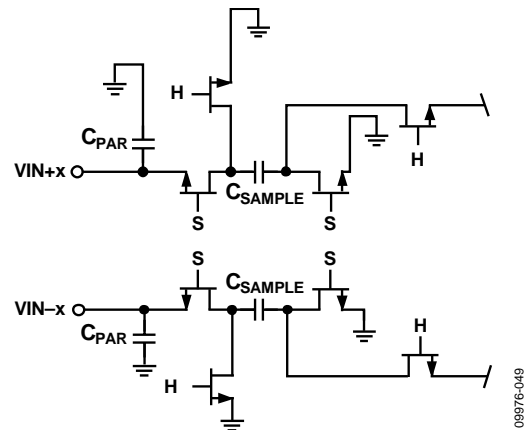 H
C_PAR
H
VIN+x
C_SAMPLE
S
S
S
C_SAMPLE
S
VIN−x
C_PAR
H
H
09976-049